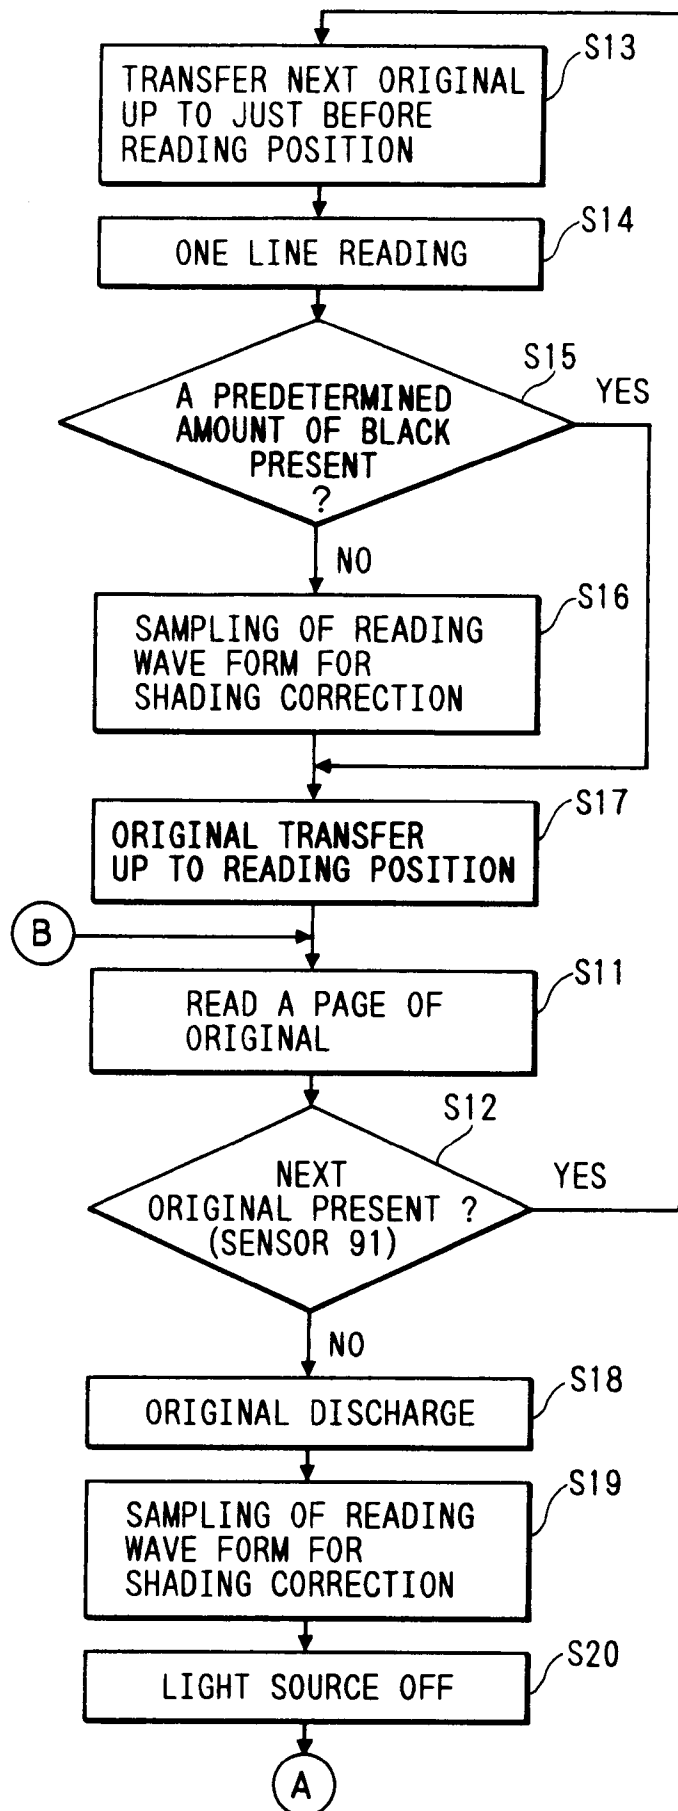 S13
TRANSFER NEXT ORIGINAL
UP TO JUST BEFORE
READING POSITION
S14
ONE LINE READING
S15
YES
A PREDETERMINED
AMOUNT OF BLACK
PRESENT
?
NO
S16
SAMPLING OF READING
WAVE FORM FOR
SHADING CORRECTION
S17
ORIGINAL TRANSFER
UP TO READING POSITION
B
S11
READ A PAGE OF
ORIGINAL
S12
NEXT
ORIGINAL PRESENT ?
(SENSOR 91)
YES
NO
S18
ORIGINAL DISCHARGE
S19
SAMPLING OF READING
WAVE FORM FOR
SHADING CORRECTION
S20
LIGHT SOURCE OFF
A